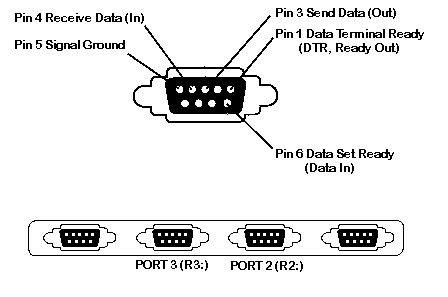 Pin 4 Receive Data (In)
Pin 3 Send Data (Out)
Pin 5 Signal Ground
Pin 1 Data Terminal Ready
(DTR, Ready Out)
Pin 6 Data Set Ready
(Data In)
PORT 3 (R3:)
PORT 2 (R2:)